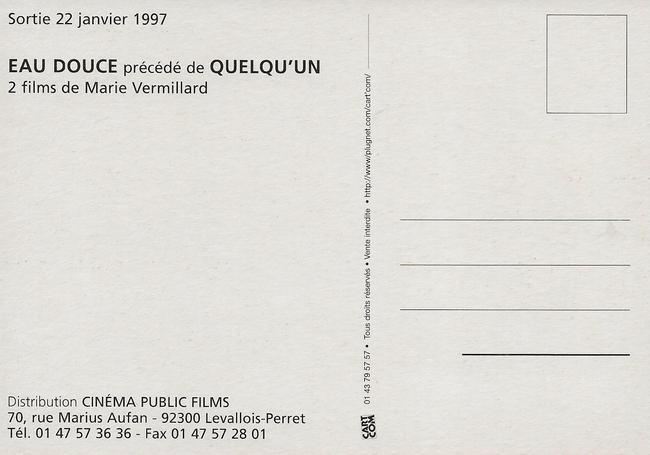 Sortie 22 janvier 1997
EAU DOUCE précédé de QUELQU'UN
2 films de Marie Vermillard
Distribution CINÉMA PUBLIC FILMS
70, rue Marius Aufan - 92300 Levallois-Perret
Tél. 01 47 57 36 36 - Fax 01 47 57 28 01
CART COM
01 43 79 57 57 • Tous droits réservés • Vente interdite • http://www/plugnet.com/cart'com/